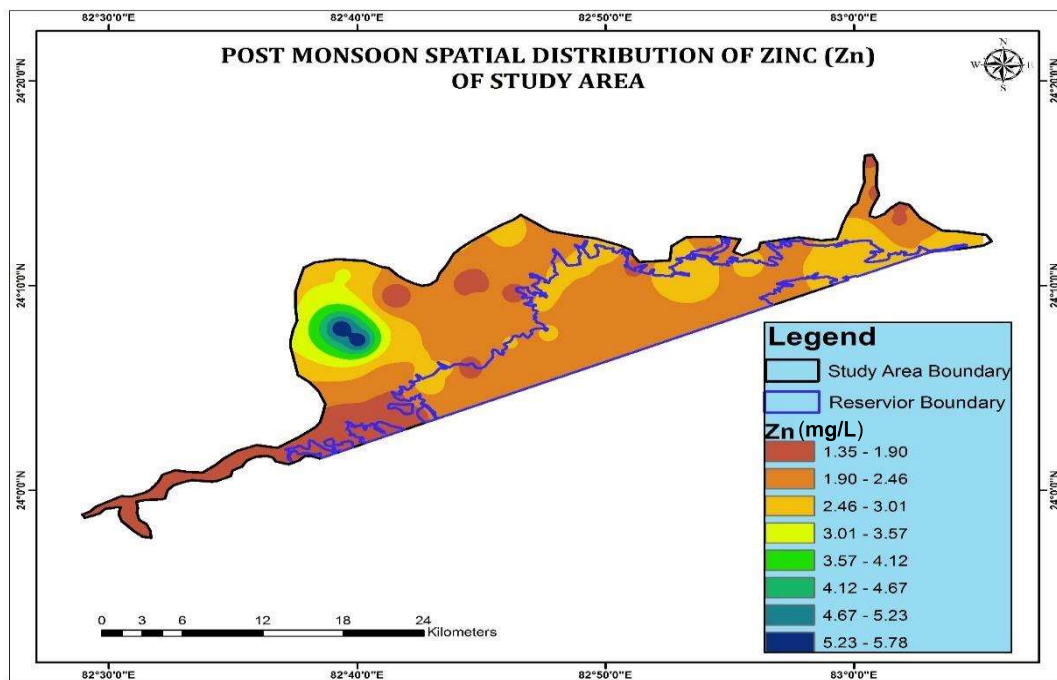 82°30'0"E 82°40'0"E 82°50'0"E 83°0'0"E
POST MONSOON SPATIAL DISTRIBUTION OF ZINC (Zn)
OF STUDY AREA
N
W E
S
24°20'0"N 24°20'0"N
24°10'0"N 24°10'0"N
24°0'0"N 24°0'0"N
Legend
Study Area Boundary
Reservior Boundary
Zn (mg/L)
1.35 - 1.90
1.90 - 2.46
2.46 - 3.01
3.01 - 3.57
3.57 - 4.12
4.12 - 4.67
4.67 - 5.23
5.23 - 5.78
0 3 6 12 18 24
Kilometers
82°30'0"E 82°40'0"E 82°50'0"E 83°0'0"E